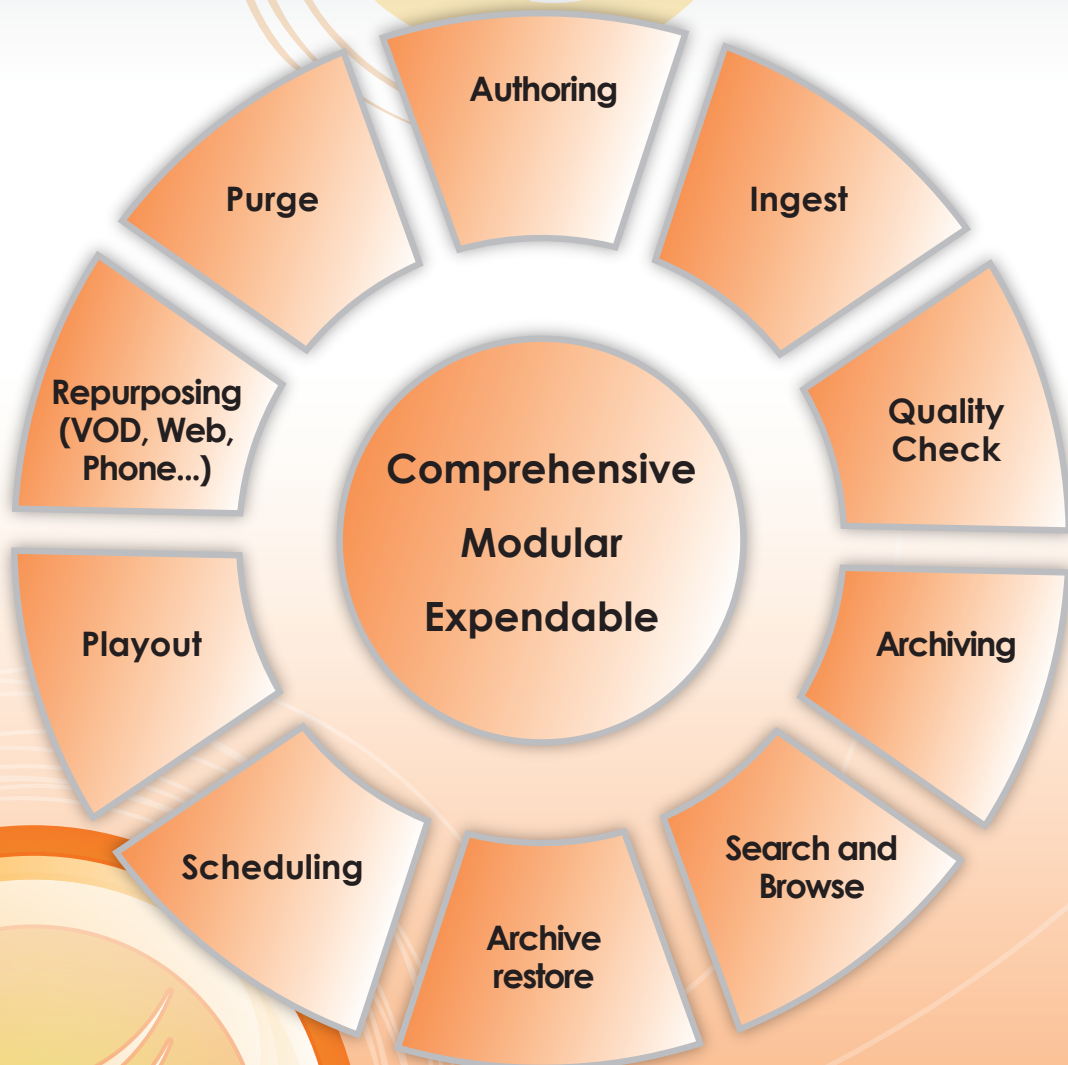 Authoring
Ingest
Quality
Check
Archiving
Search and
Browse
Archive
restore
Scheduling
Playout
Repurposing
(VOD, Web,
Phone...)
Purge
Comprehensive
Modular
Expendable